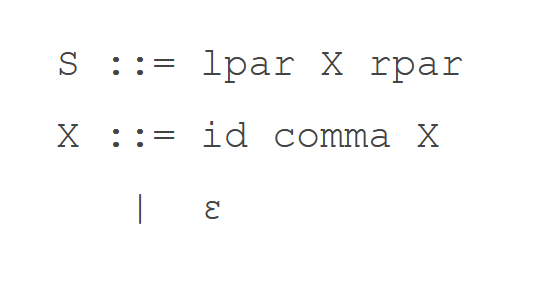 S ::= lpar X rpar
X ::= id comma X
| ε